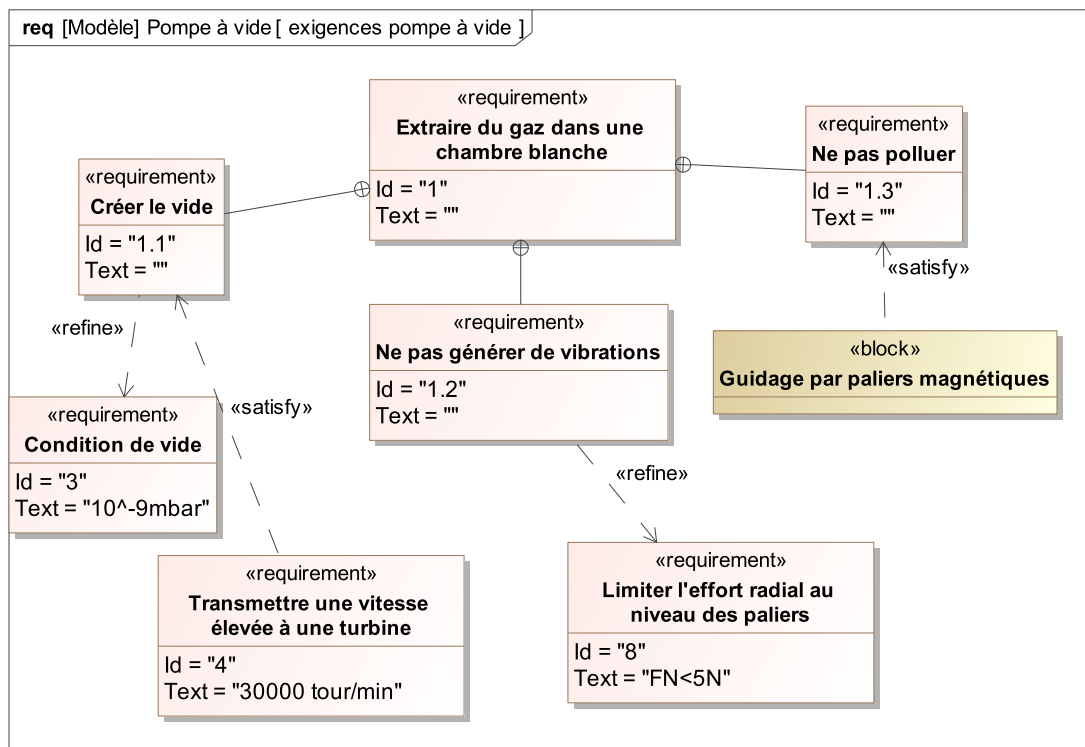 req [Modèle] Pompe à vide [ exigences pompe à vide ]
«requirement»
Extraire du gaz dans une
chambre blanche
Id = "1"
Text = ""
«requirement»
Ne pas polluer
Id = "1.3"
Text = ""
«requirement»
Créer le vide
Id = "1.1"
Text = ""
«satisfy»
«refine»
«requirement»
Ne pas générer de vibrations
Id = "1.2"
Text = ""
«block»
Guidage par paliers magnétiques
«requirement»
Condition de vide
Id = "3"
Text = "10^-9mbar"
«satisfy»
«refine»
«requirement»
Transmettre une vitesse
élevée à une turbine
Id = "4"
Text = "30000 tour/min"
«requirement»
Limiter l'effort radial au
niveau des paliers
Id = "8"
Text = "FN<5N"